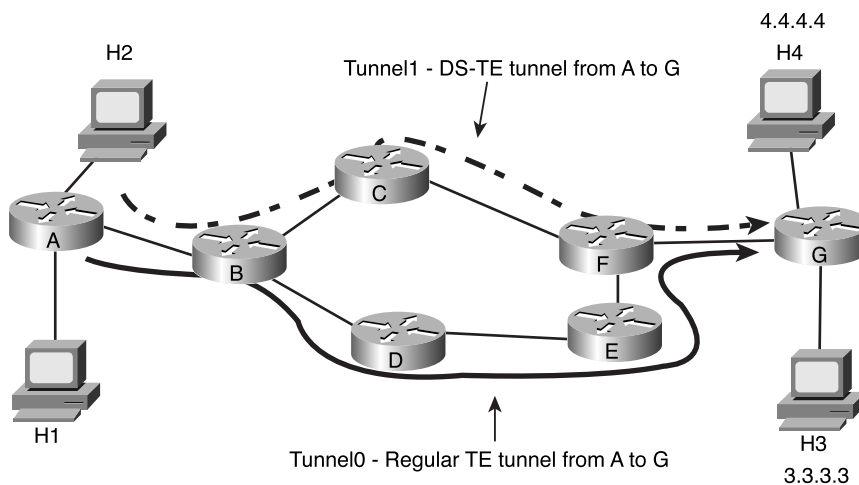 4.4.4.4
H2
H4
Tunnel1 - DS-TE tunnel from A to G
C
A
B
F
G
D
E
H1
H3
Tunnel0 - Regular TE tunnel from A to G
3.3.3.3